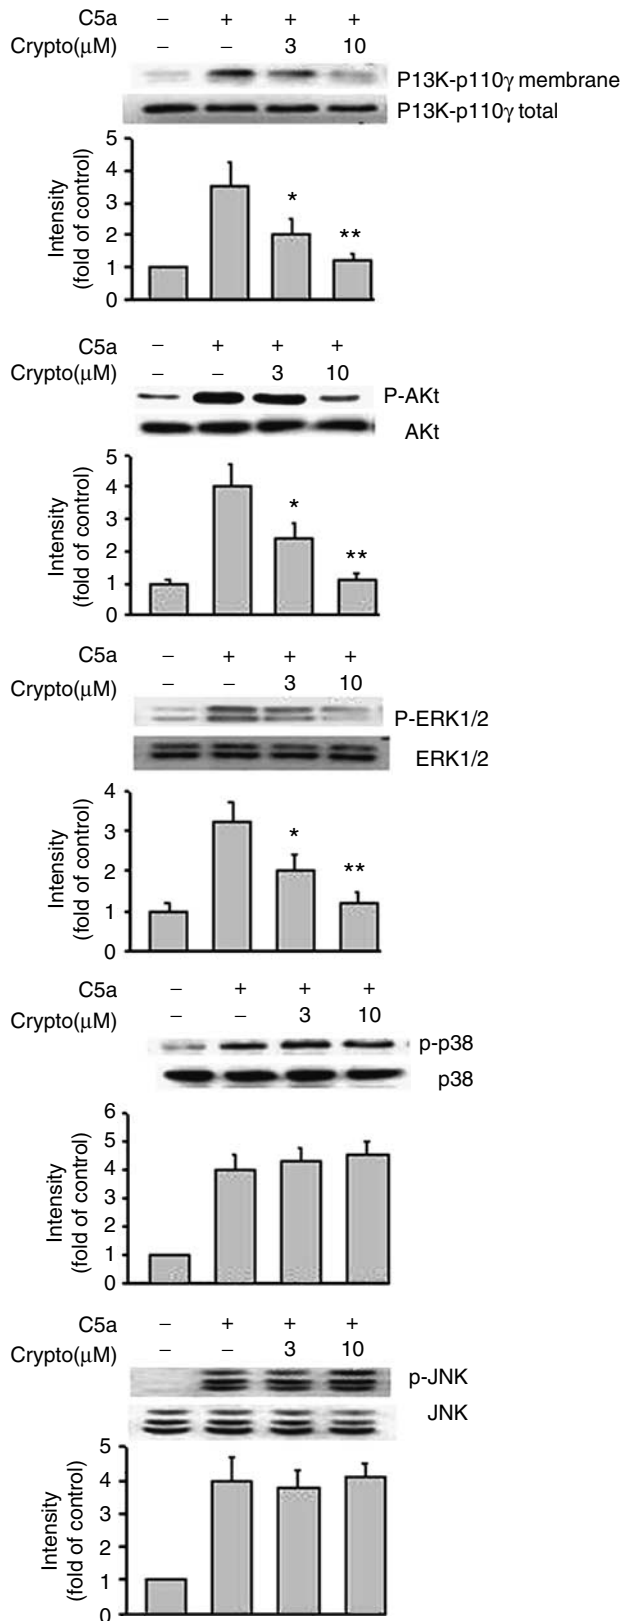 C5a – + + +
Crypto(μM) – – 3 10
P13K-p110γ membrane
P13K-p110γ total
Intensity
(fold of control)
5
4
3
2
1
0
*
**
C5a – + + +
Crypto(μM) – – 3 10
P-AKt
AKt
Intensity
(fold of control)
5
4
3
2
1
0
*
**
C5a – + + +
Crypto(μM) – – 3 10
P-ERK1/2
ERK1/2
Intensity
(fold of control)
4
3
2
1
0
*
**
C5a – + + +
Crypto(μM) – – 3 10
p-p38
p38
Intensity
(fold of control)
6
5
4
3
2
1
0
C5a – + + +
Crypto(μM) – – 3 10
p-JNK
JNK
Intensity
(fold of control)
5
4
3
2
1
0